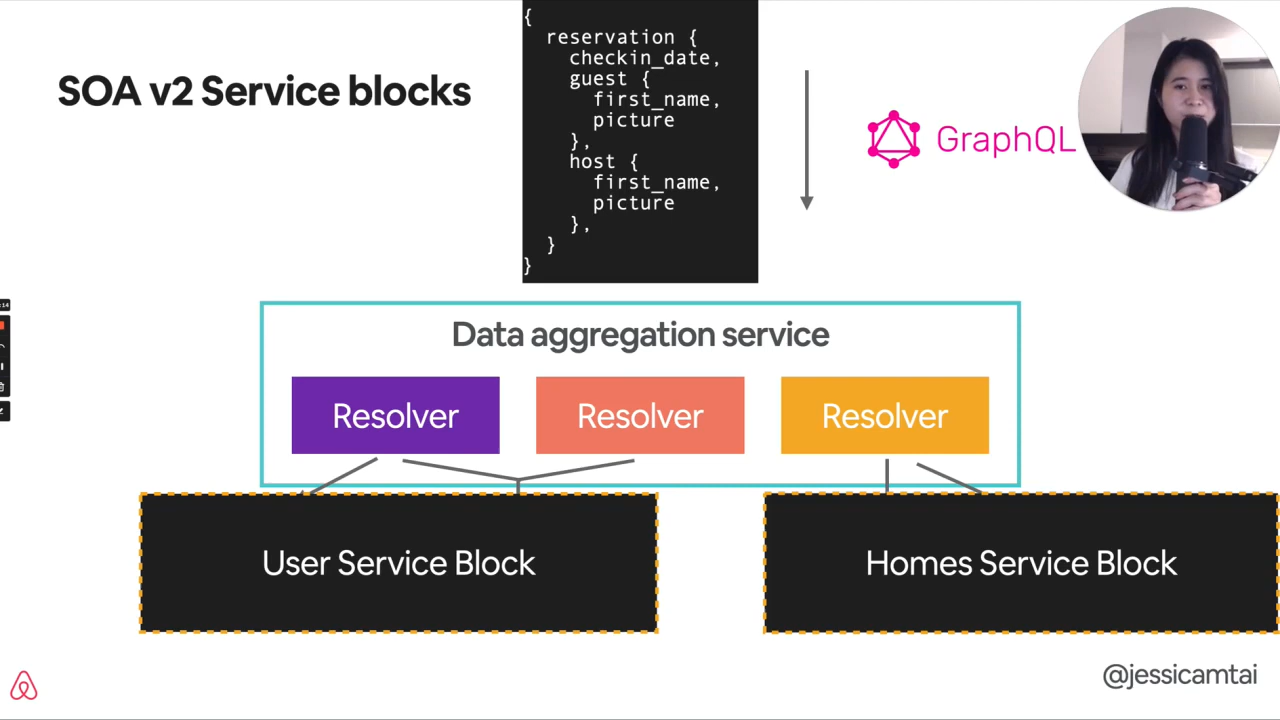 SOA v2 Service blocks
{
reservation {
checkin_date,
guest {
first_name,
picture
},
host {
first_name,
picture
},
}
}
GraphQL
Data aggregation service
Resolver
Resolver
Resolver
User Service Block
Homes Service Block
@jessicamtai